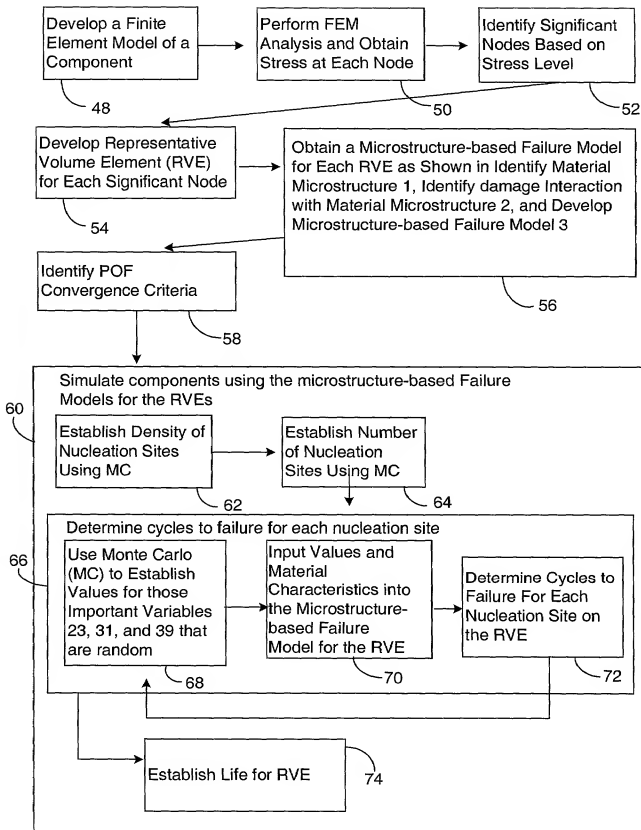 Develop a Finite
Element Model of a
Component
48
Perform FEM
Analysis and Obtain
Stress at Each Node
50
Identify Significant
Nodes Based on
Stress Level
52
Develop Representative
Volume Element (RVE)
for Each Significant Node
54
Obtain a Microstructure-based Failure Model
for Each RVE as Shown in Identify Material
Microstructure 1, Identify damage Interaction
with Material Microstructure 2, and Develop
Microstructure-based Failure Model 3
56
Identify POF
Convergence Criteria
58
60
Simulate components using the microstructure-based Failure
Models for the RVEs
Establish Density of
Nucleation Sites
Using MC
62
Establish Number
of Nucleation
Sites Using MC
64
66
Determine cycles to failure for each nucleation site
Use Monte Carlo
(MC) to Establish
Values for those
Important Variables
23, 31, and 39 that
are random
68
Input Values and
Material
Characteristics into
the Microstructure-
based Failure
Model for the RVE
70
Determine Cycles to
Failure For Each
Nucleation Site on
the RVE
72
Establish Life for RVE
74